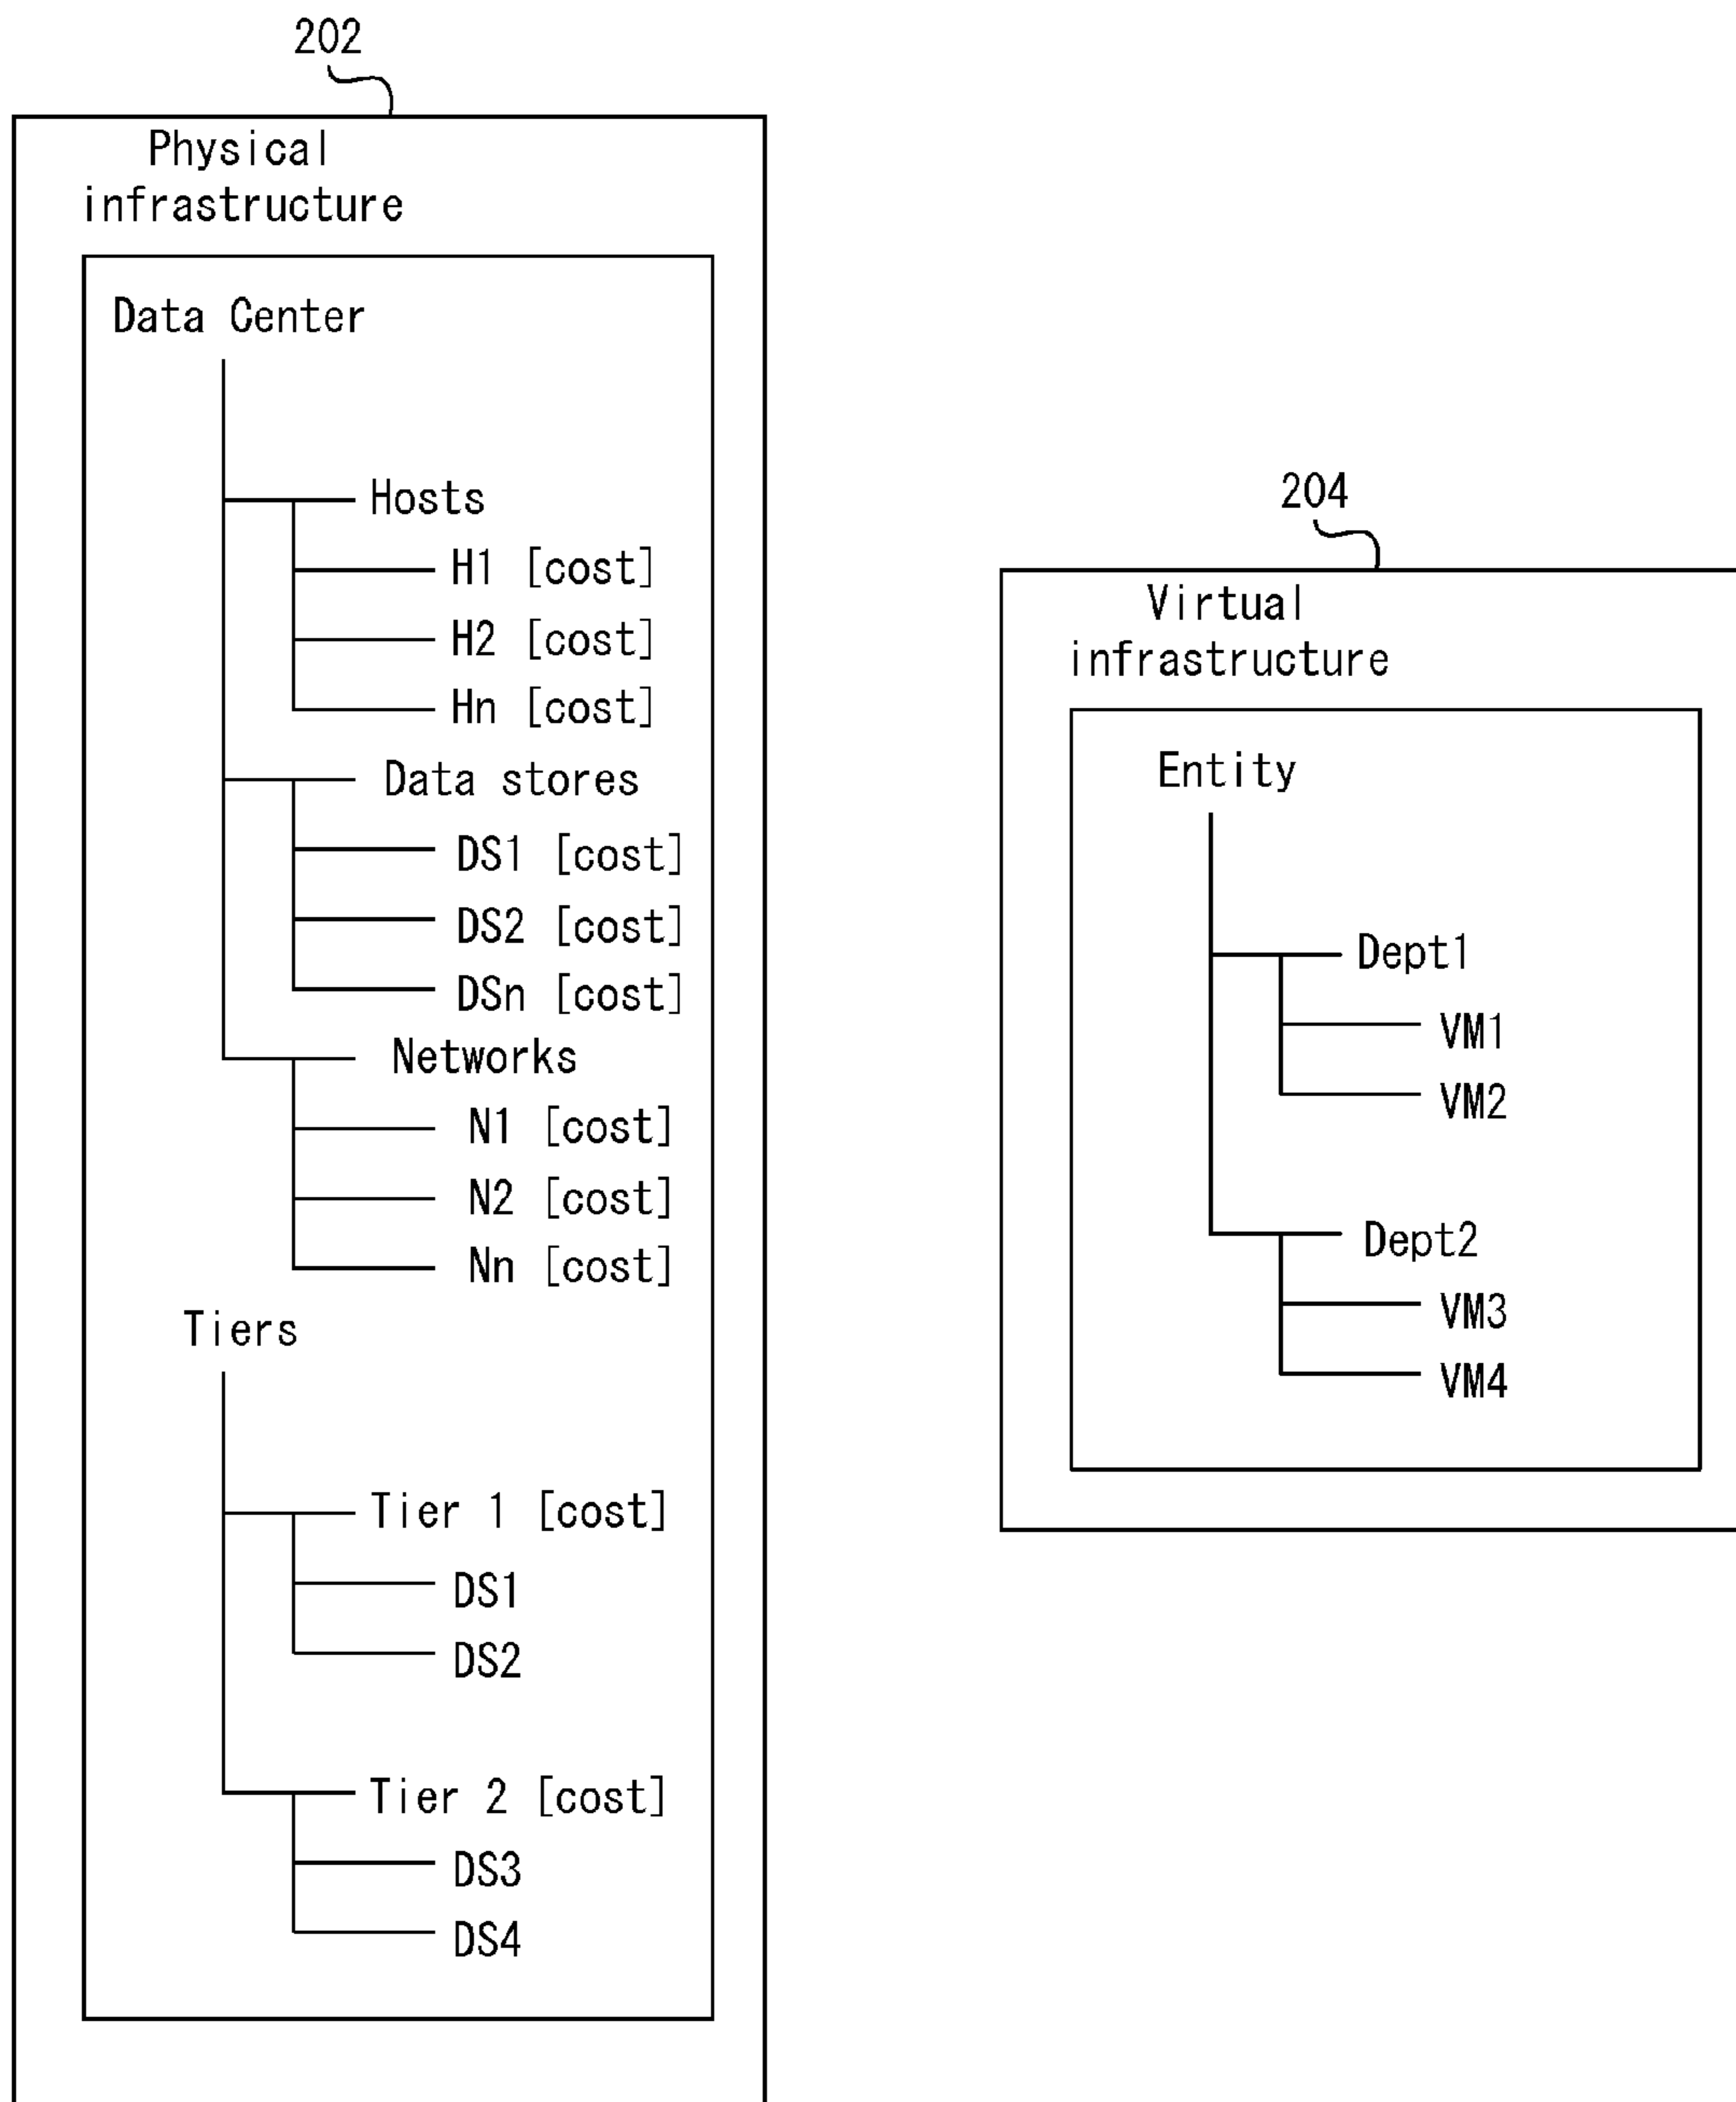 202
Physical
infrastructure
Data Center
Hosts
H1 [cost]
H2 [cost]
Hn [cost]
Data stores
DS1 [cost]
DS2 [cost]
DSn [cost]
Networks
N1 [cost]
N2 [cost]
Nn [cost]
Tiers
Tier 1 [cost]
DS1
DS2
Tier 2 [cost]
DS3
DS4
204
Virtual
infrastructure
Entity
Dept1
VM1
VM2
Dept2
VM3
VM4